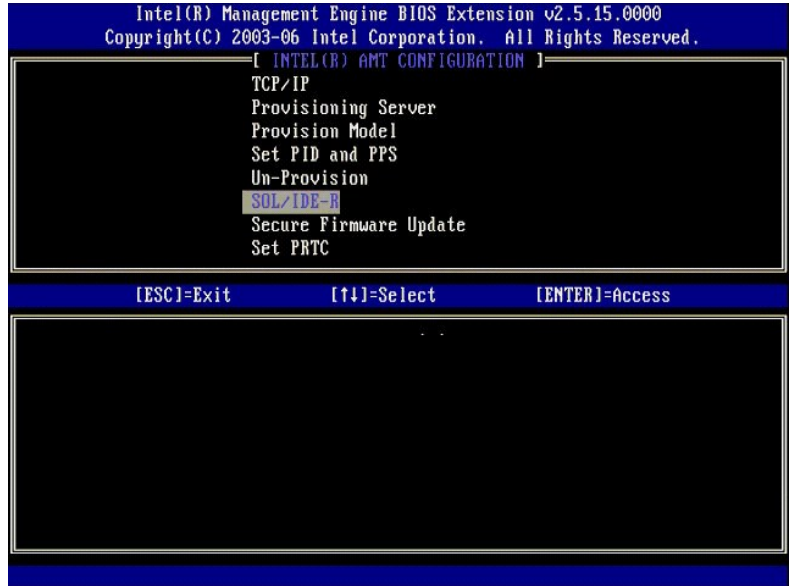 Intel(R) Management Engine BIOS Extension v2.5.15.0000
Copyright(C) 2003-06 Intel Corporation. All Rights Reserved.
[ INTEL(R) AMT CONFIGURATION ]
TCP/IP
Provisioning Server
Provision Model
Set PID and PPS
Un-Provision
SOL/IDE-R
Secure Firmware Update
Set PRTC
[ESC]=Exit [↑↓]=Select [ENTER]=Access